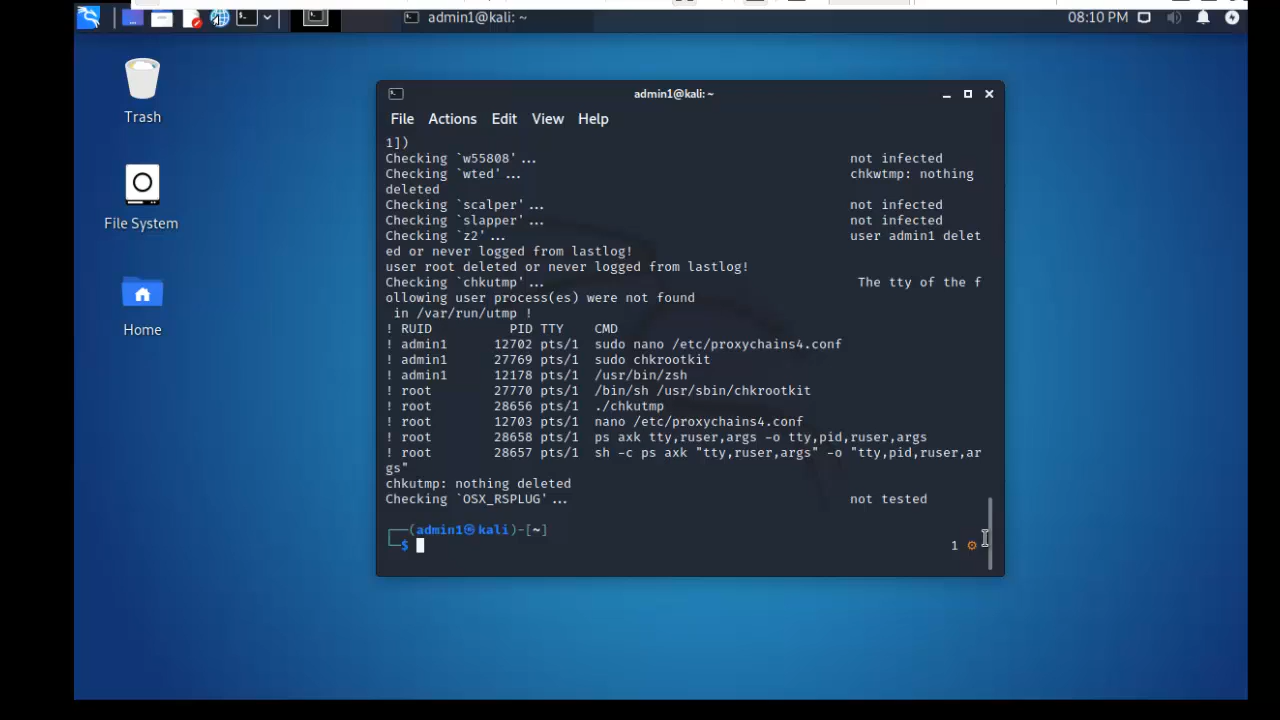 admin1@kali: ~
08:10 PM
Trash
File System
Home
admin1@kali: ~
File Actions Edit View Help
1])
Checking `w55808'... not infected
Checking `wted'... chkwtmp: nothing
deleted
Checking `scalper'... not infected
Checking `slapper'... not infected
Checking `z2'... user admin1 delet
ed or never logged from lastlog!
user root deleted or never logged from lastlog!
Checking `chkutmp'... The tty of the f
ollowing user process(es) were not found
in /var/run/utmp !
! RUID PID TTY CMD
! admin1 12702 pts/1 sudo nano /etc/proxychains4.conf
! admin1 27769 pts/1 sudo chkrootkit
! admin1 12178 pts/1 /usr/bin/zsh
! root 27770 pts/1 /bin/sh /usr/sbin/chkrootkit
! root 28656 pts/1 ./chkutmp
! root 12703 pts/1 nano /etc/proxychains4.conf
! root 28658 pts/1 ps axk tty,ruser,args -o tty,pid,ruser,args
! root 28657 pts/1 sh -c ps axk "tty,ruser,args" -o "tty,pid,ruser,ar
gs"
chkutmp: nothing deleted
Checking `OSX_RSPLUG'... not tested
┌──(admin1㉿kali)-[~]
└─$ 1 ⚙